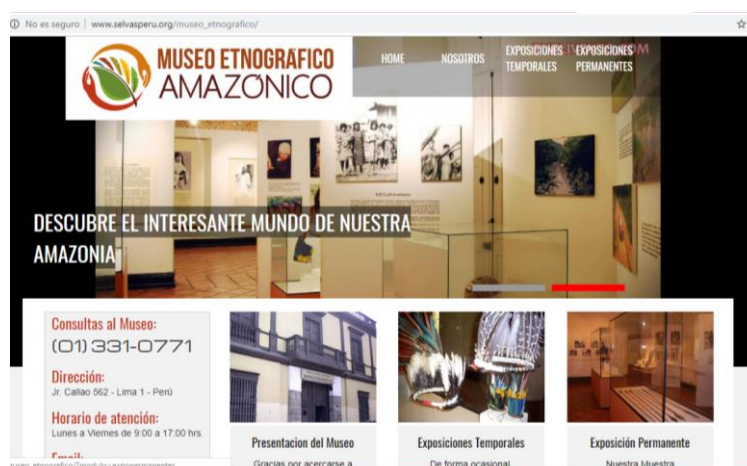 No es seguro | www.selvasperu.org/museo_etnografico/
MUSEO ETNOGRÁFICO
AMAZÓNICO
HOME
NOSOTROS
EXPOSICIONES
TEMPORALES
EXPOSICIONES
PERMANENTES
DESCUBRE EL INTERESANTE MUNDO DE NUESTRA
AMAZONIA
Consultas al Museo:
(01) 331-0771
Dirección:
Jr. Callao 562 - Lima 1 - Perú
Horario de atención:
Lunes a Viernes de 9:00 a 17:00 hrs.
Email:
Presentacion del Museo
Gracias por acercarse a
Exposiciones Temporales
De forma ocasional
Exposición Permanente
Nuestra Muestra